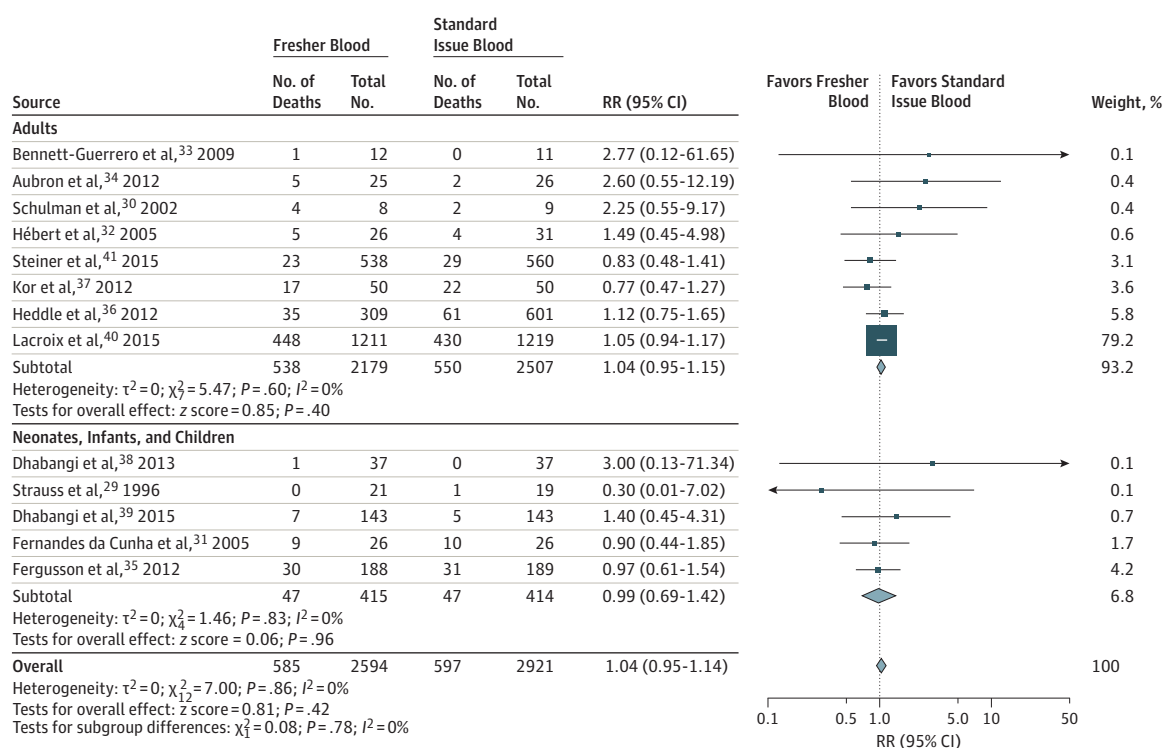 Fresher Blood
Standard Issue Blood
Source
No. of Deaths
Total No.
No. of Deaths
Total No.
RR (95% CI)
Favors Fresher Blood
Favors Standard Issue Blood
Weight, %
Adults
Bennett-Guerrero et al,33 2009 1 12 0 11 2.77 (0.12-61.65) 0.1
Aubron et al,34 2012 5 25 2 26 2.60 (0.55-12.19) 0.4
Schulman et al,30 2002 4 8 2 9 2.25 (0.55-9.17) 0.4
Hébert et al,32 2005 5 26 4 31 1.49 (0.45-4.98) 0.6
Steiner et al,41 2015 23 538 29 560 0.83 (0.48-1.41) 3.1
Kor et al,37 2012 17 50 22 50 0.77 (0.47-1.27) 3.6
Heddle et al,36 2012 35 309 61 601 1.12 (0.75-1.65) 5.8
Lacroix et al,40 2015 448 1211 430 1219 1.05 (0.94-1.17) 79.2
Subtotal 538 2179 550 2507 1.04 (0.95-1.15) 93.2
Heterogeneity: τ2=0; χ27=5.47; P=.60; I2=0%
Tests for overall effect: z score=0.85; P=.40
Neonates, Infants, and Children
Dhabangi et al,38 2013 1 37 0 37 3.00 (0.13-71.34) 0.1
Strauss et al,29 1996 0 21 1 19 0.30 (0.01-7.02) 0.1
Dhabangi et al,39 2015 7 143 5 143 1.40 (0.45-4.31) 0.7
Fernandes da Cunha et al,31 2005 9 26 10 26 0.90 (0.44-1.85) 1.7
Fergusson et al,35 2012 30 188 31 189 0.97 (0.61-1.54) 4.2
Subtotal 47 415 47 414 0.99 (0.69-1.42) 6.8
Heterogeneity: τ2=0; χ24=1.46; P=.83; I2=0%
Tests for overall effect: z score = 0.06; P=.96
Overall 585 2594 597 2921 1.04 (0.95-1.14) 100
Heterogeneity: τ2=0; χ212=7.00; P=.86; I2=0%
Tests for overall effect: z score=0.81; P=.42
Tests for subgroup differences: χ21=0.08; P=.78; I2=0%
0.1 0.5 1.0 5.0 10 50
RR (95% CI)